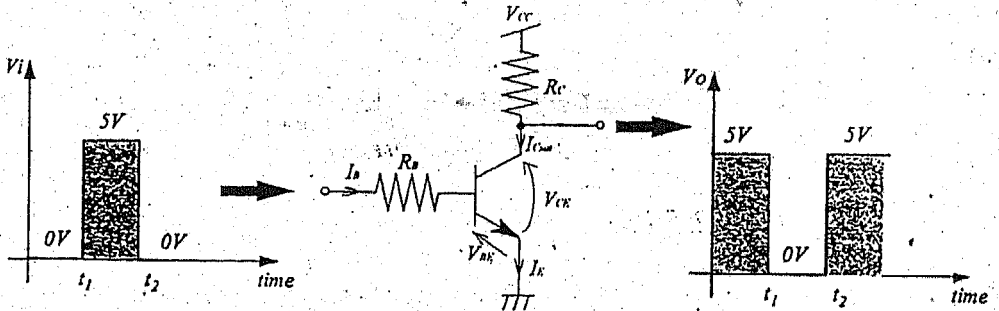 Vi
5V
0V
0V
t1
t2
time
VCC
RC
ICsat
IB
RB
VCE
VBE
IE
Vo
5V
5V
0V
t1
t2
time